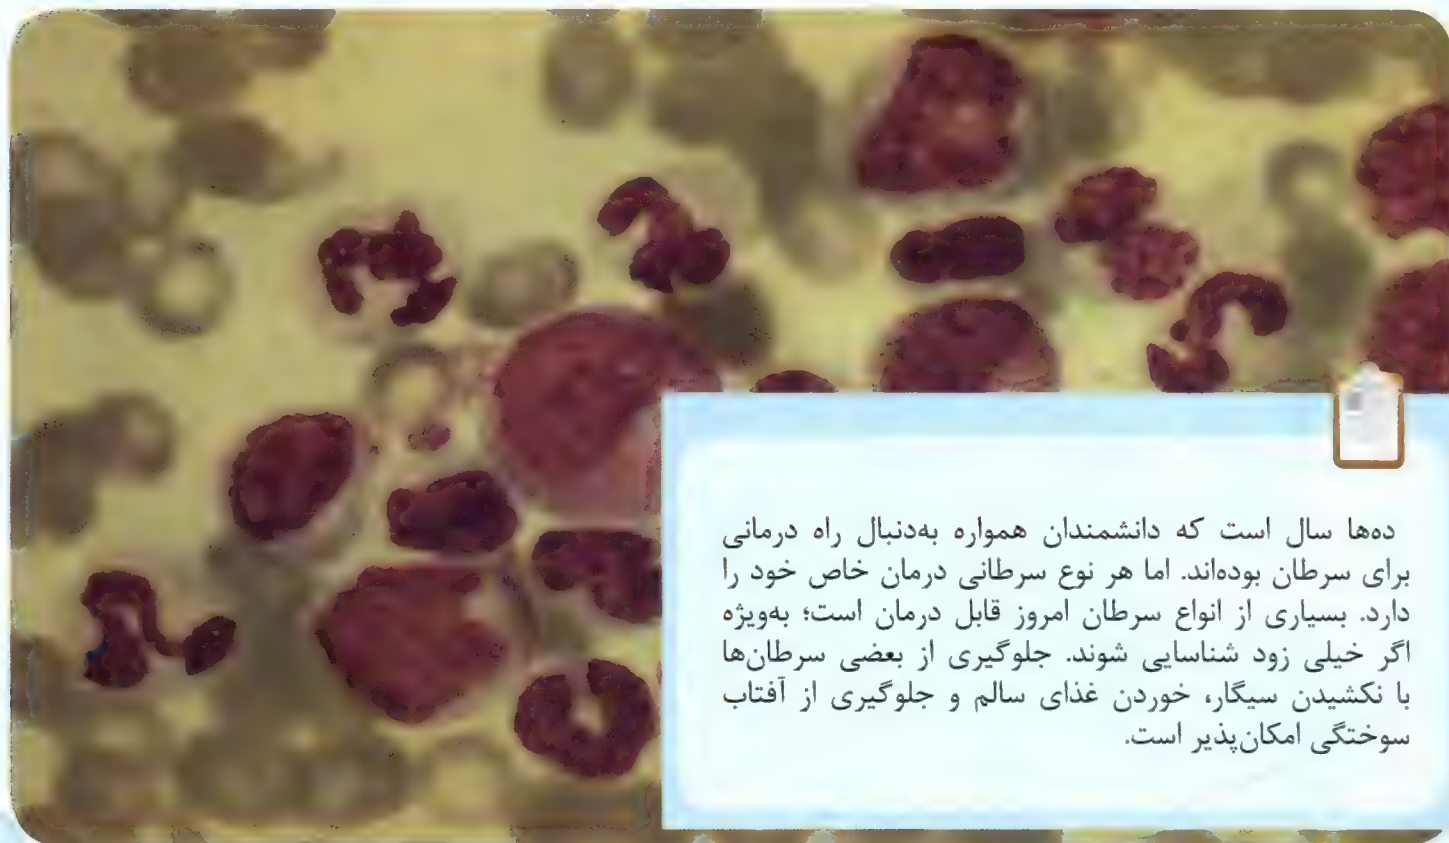 ده‌ها سال است که دانشمندان همواره به‌دنبال راه درمانی
برای سرطان بوده‌اند. اما هر نوع سرطانی درمان خاص خود را
دارد. بسیاری از انواع سرطان امروز قابل درمان است؛ به‌ویژه
اگر خیلی زود شناسایی شوند. جلوگیری از بعضی سرطان‌ها
با نکشیدن سیگار، خوردن غذای سالم و جلوگیری از آفتاب
سوختگی امکان‌پذیر است.